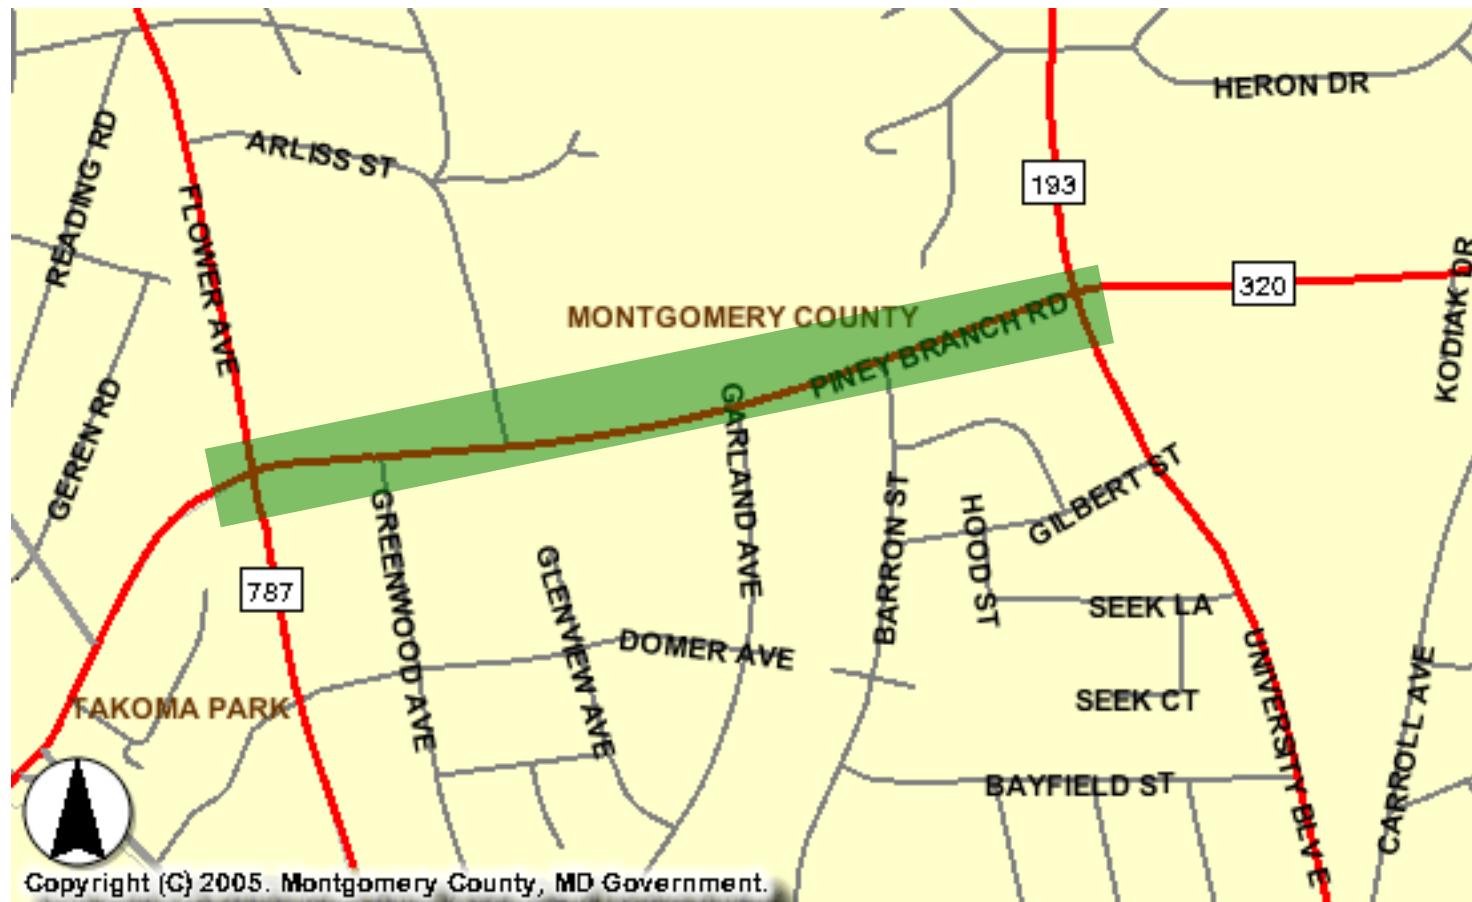 HERON DR
READING RD
ARLISS ST
193
FLOWER AVE
320
KODIAK DR
MONTGOMERY COUNTY
PINEY BRANCH RD
GEREN RD
GARLAND AVE
GREENWOOD AVE
GLENVIEW AVE
BARRON ST
HOOD ST
GILBERT ST
787
SEEK LA
DOMER AVE
UNIVERSTY BLVE
CARROLL AVE
TAKOMA PARK
SEEK CT
BAYFIELD ST
Copyright (C) 2005. Montgomery County, MD Government.